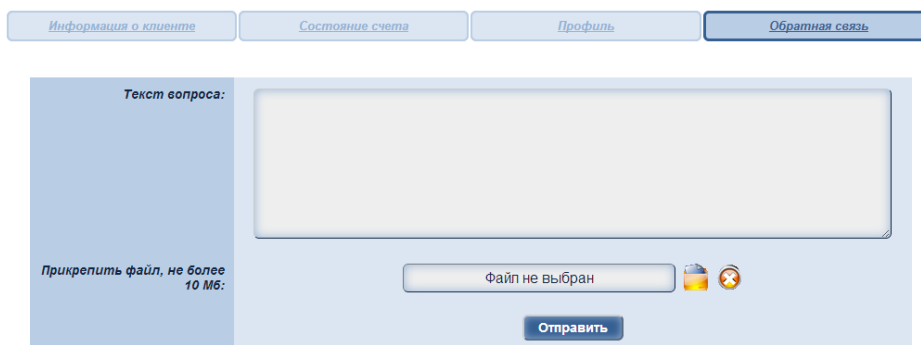 Информация о клиенте
Состояние счета
Профиль
Обратная связь
Текст вопроса:
Прикрепить файл, не более
10 Мб:
Файл не выбран
Отправить